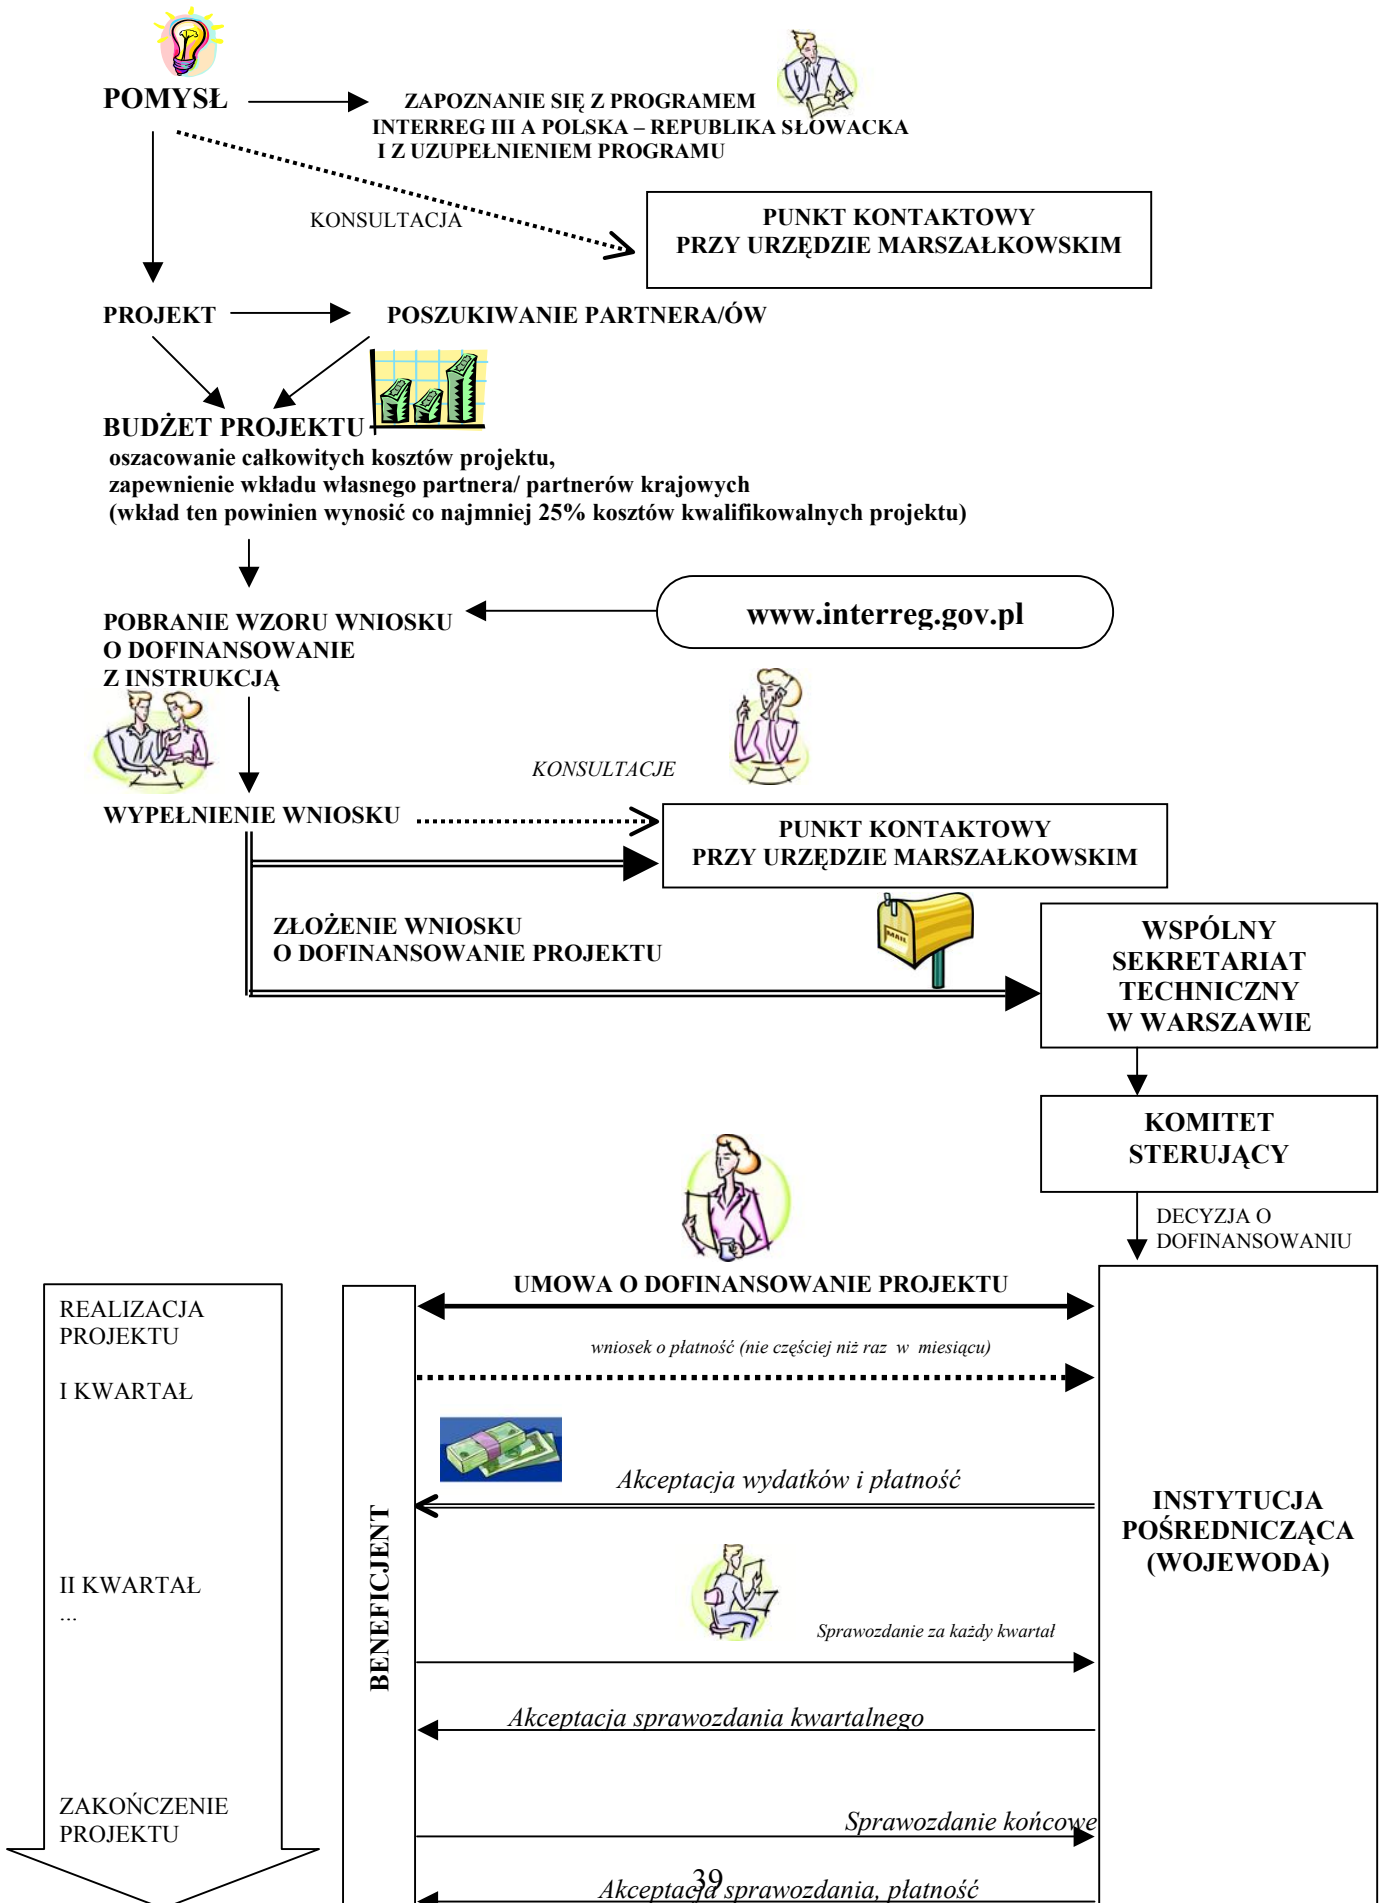 POMYSŁ
ZAPOZNANIE SIĘ Z PROGRAMEM
INTERREG III A POLSKA – REPUBLIKA SŁOWACKA
I Z UZUPEŁNIENIEM PROGRAMU
KONSULTACJA
PUNKT KONTAKTOWY
PRZY URZĘDZIE MARSZAŁKOWSKIM
PROJEKT
POSZUKIWANIE PARTNERA/ÓW
BUDŻET PROJEKTU
oszacowanie całkowitych kosztów projektu,
zapewnienie wkładu własnego partnera/ partnerów krajowych
(wkład ten powinien wynosić co najmniej 25% kosztów kwalifikowalnych projektu)
POBRANIE WZORU WNIOSKU
O DOFINANSOWANIE
Z INSTRUKCJĄ
www.interreg.gov.pl
KONSULTACJE
WYPEŁNIENIE WNIOSKU
PUNKT KONTAKTOWY
PRZY URZĘDZIE MARSZAŁKOWSKIM
ZŁOŻENIE WNIOSKU
O DOFINANSOWANIE PROJEKTU
MAIL
WSPÓLNY
SEKRETARIAT
TECHNICZNY
W WARSZAWIE
KOMITET
STERUJĄCY
DECYZJA O
DOFINANSOWANIU
UMOWA O DOFINANSOWANIE PROJEKTU
REALIZACJA
PROJEKTU
wniosek o płatność (nie częściej niż raz w miesiącu)
I KWARTAŁ
Akceptacja wydatków i płatność
BENEFICJENT
INSTYTUCJA
POŚREDNICZĄCA
(WOJEWODA)
II KWARTAŁ
...
Sprawozdanie za każdy kwartał
Akceptacja sprawozdania kwartalnego
ZAKOŃCZENIE
PROJEKTU
Sprawozdanie końcowe
Akceptacja sprawozdania, płatność
39